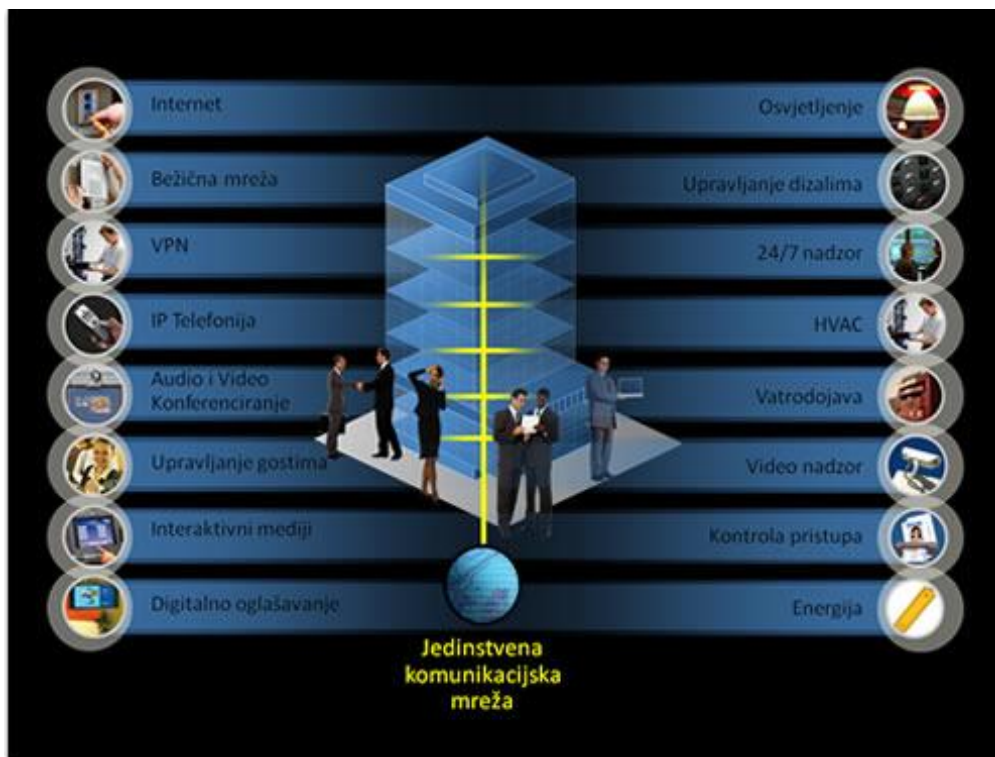 Internet
Bežična mreža
VPN
IP Telefonija
Audio i Video
Konferenciranje
Upravljanje gostima
Interaktivni mediji
Digitalno oglašavanje
Osvjetljenje
Upravljanje dizalima
24/7 nadzor
HVAC
Vatrodojava
Video nadzor
Kontrola pristupa
Energija
Jedinstvena
komunikacijska
mreža